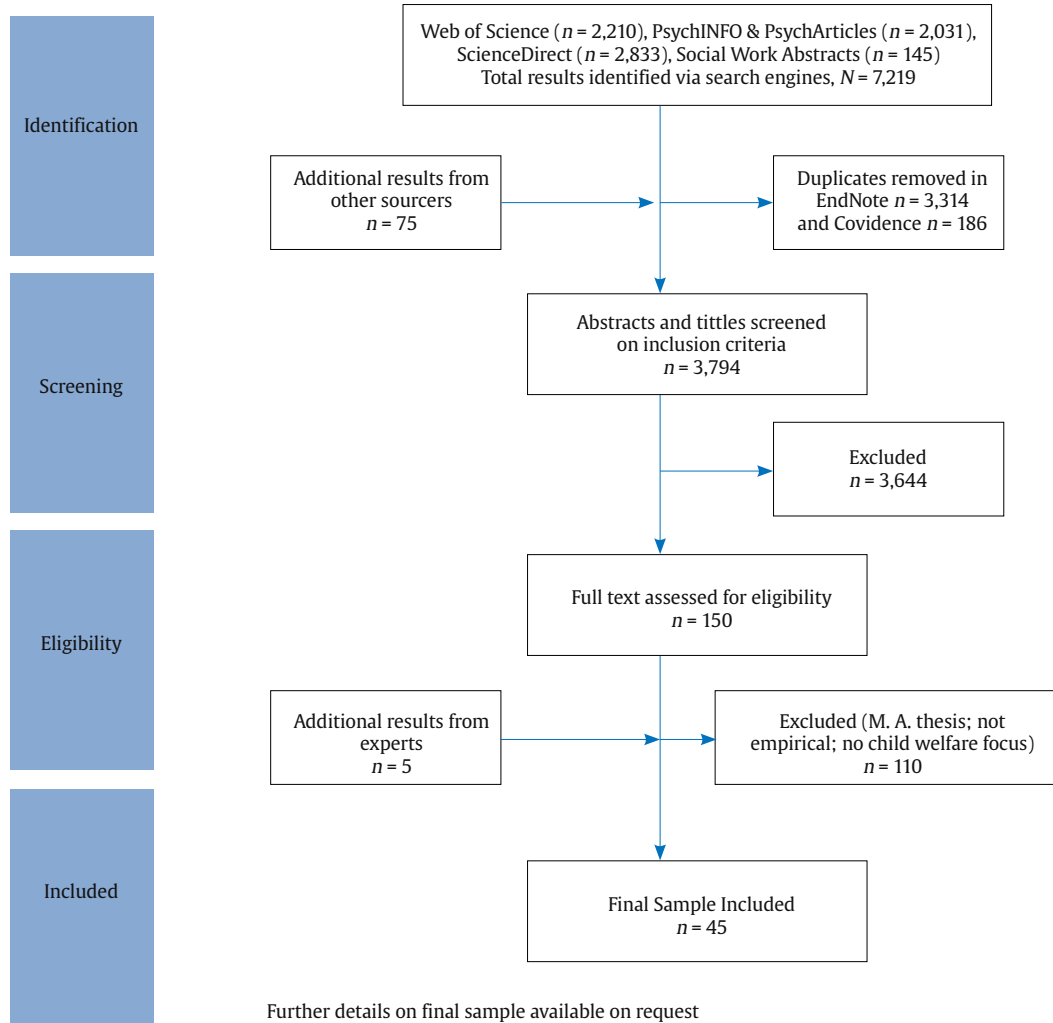 Identification
Web of Science (n = 2,210), PsychINFO & PsychArticles (n = 2,031),
ScienceDirect (n = 2,833), Social Work Abstracts (n = 145)
Total results identified via search engines, N = 7,219
Additional results from
other sourcers
n = 75
Duplicates removed in
EndNote n = 3,314
and Covidence n = 186
Screening
Abstracts and tittles screened
on inclusion criteria
n = 3,794
Excluded
n = 3,644
Eligibility
Full text assessed for eligibility
n = 150
Additional results from
experts
n = 5
Excluded (M. A. thesis; not
empirical; no child welfare focus)
n = 110
Included
Final Sample Included
n = 45
Further details on final sample available on request